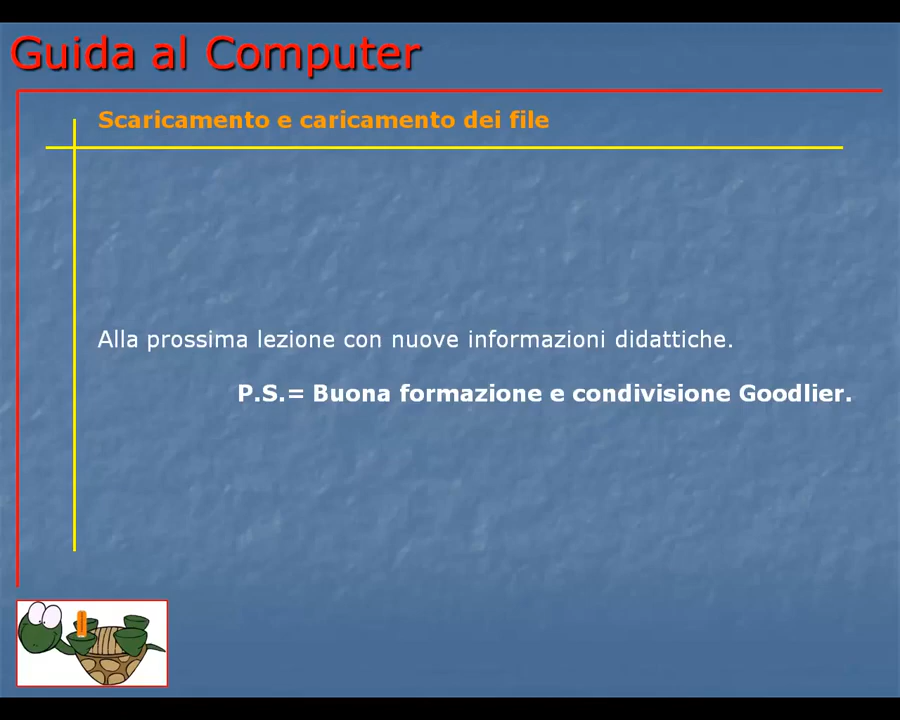 Guida al Computer
Scaricamento e caricamento dei file
Alla prossima lezione con nuove informazioni didattiche.
P.S.= Buona formazione e condivisione Goodlier.